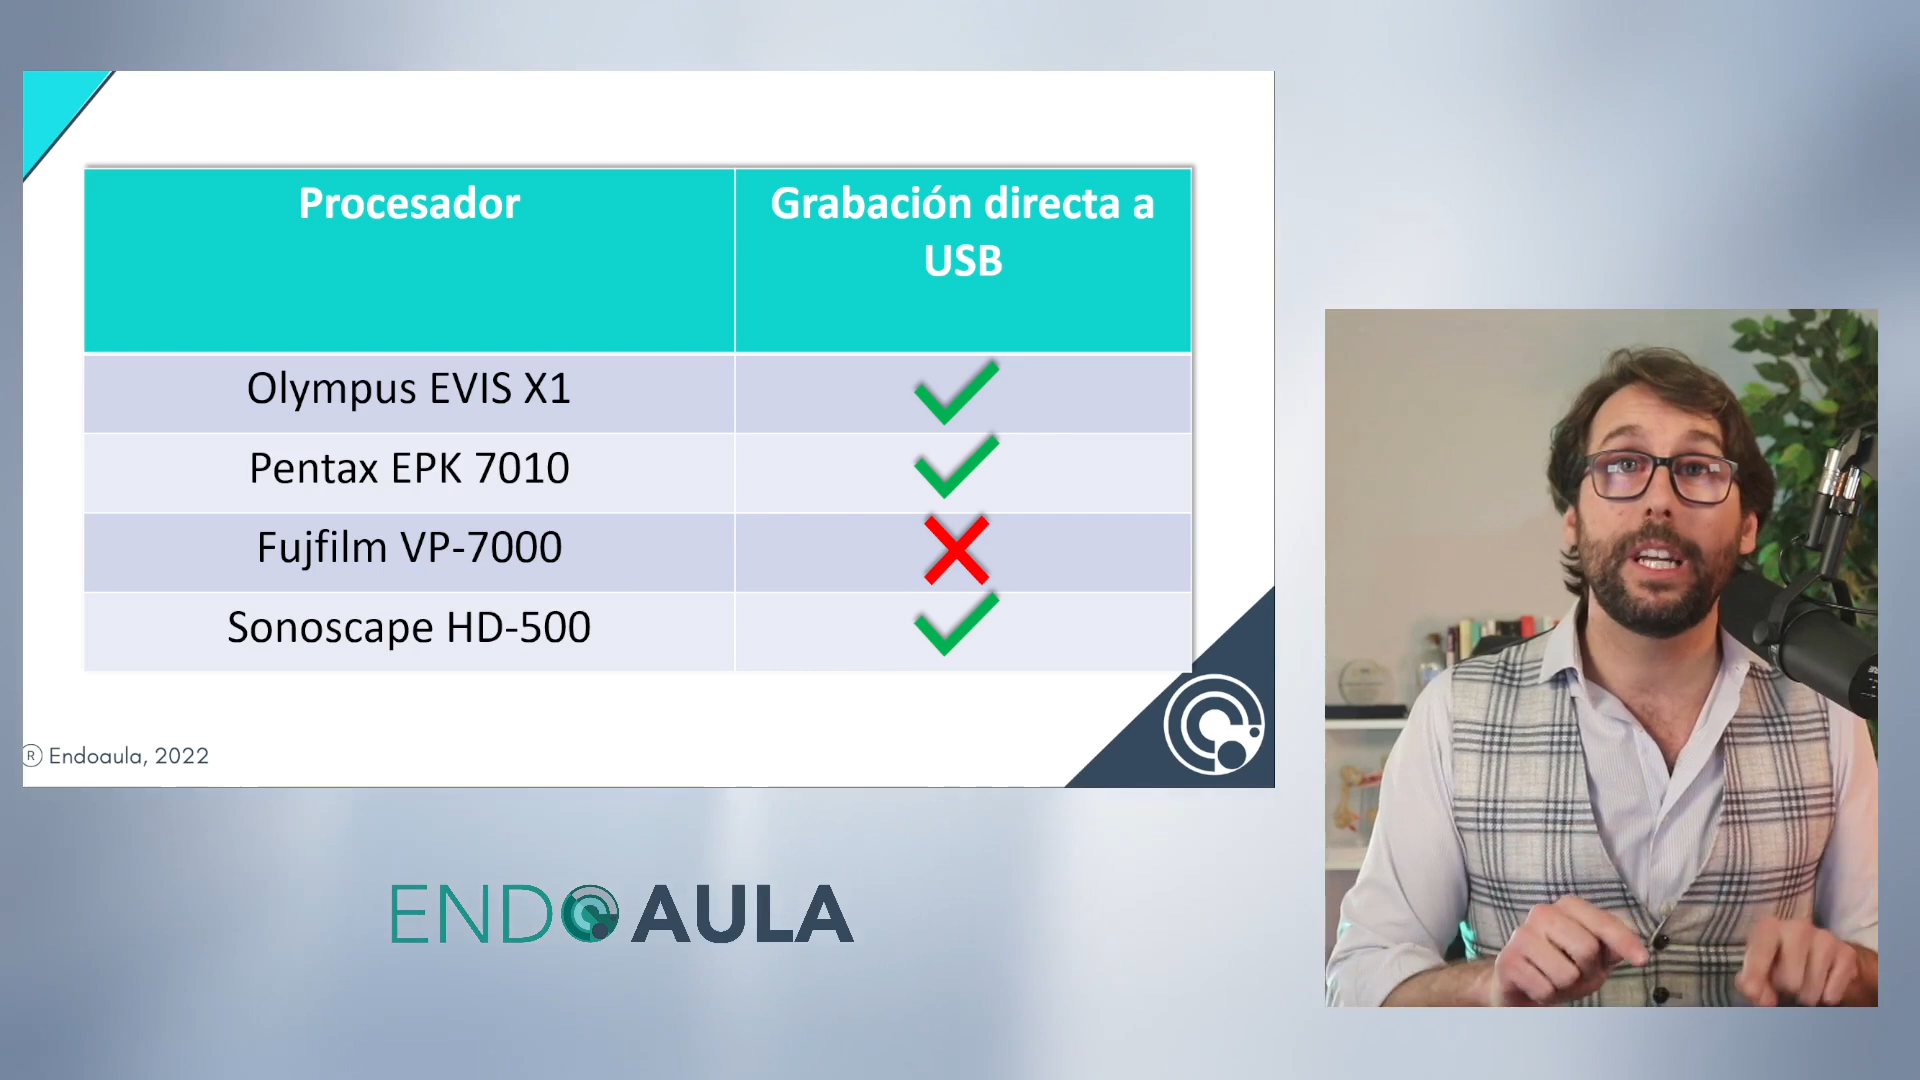 Procesador
Grabación directa a
USB
Olympus EVIS X1
Pentax EPK 7010
Fujfilm VP-7000
Sonoscape HD-500
® Endoaula, 2022
ENDOAULA